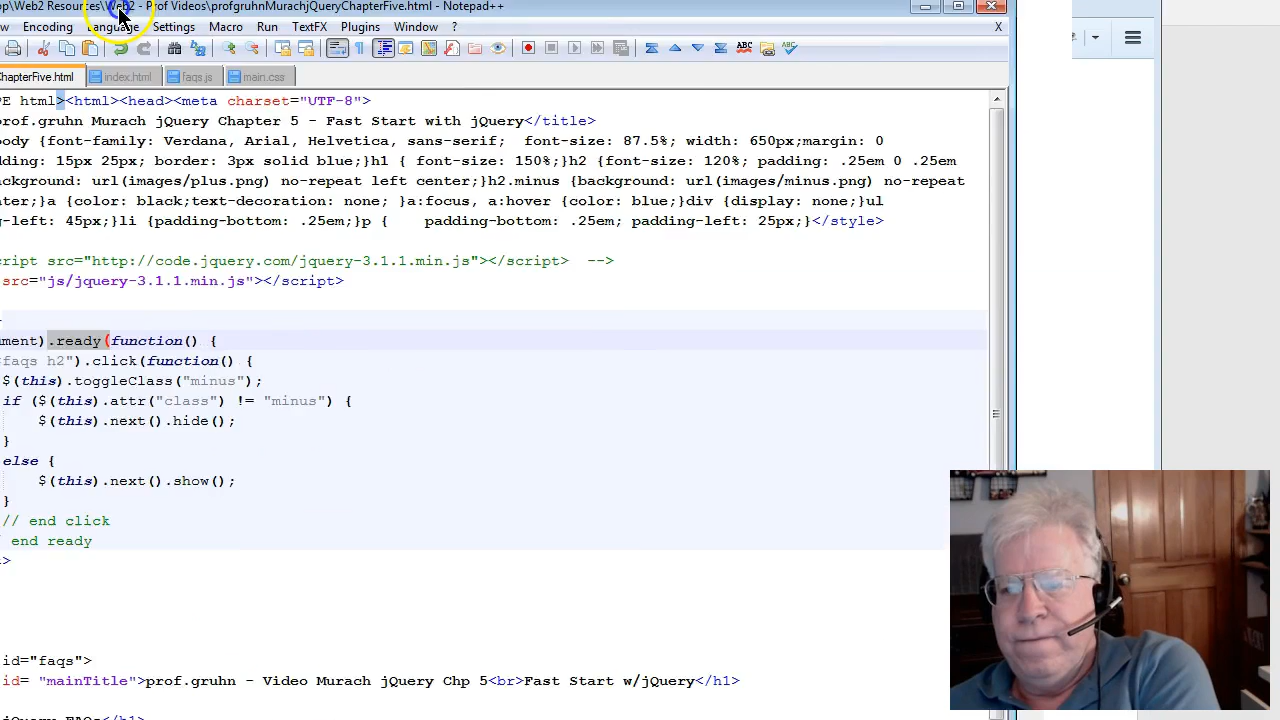 op\Web2 Resources\Web2 - Prof Videos\profgruhnMurachjQueryChapterFive.html - Notepad++
w Encoding Language Settings Macro Run TextFX Plugins Window ? X
ChapterFive.html index.html faqs.js main.css
PE html><html><head><meta charset="UTF-8">
prof.gruhn Murach jQuery Chapter 5 - Fast Start with jQuery</title>
ody {font-family: Verdana, Arial, Helvetica, sans-serif; font-size: 87.5%; width: 650px;margin: 0
dding: 15px 25px; border: 3px solid blue;}h1 { font-size: 150%;}h2 {font-size: 120%; padding: .25em 0 .25em
ackground: url(images/plus.png) no-repeat left center;}h2.minus {background: url(images/minus.png) no-repeat
nter;}a {color: black;text-decoration: none; }a:focus, a:hover {color: blue;}div {display: none;}ul
g-left: 45px;}li {padding-bottom: .25em;}p { padding-bottom: .25em; padding-left: 25px;}</style>
cript src="http://code.jquery.com/jquery-3.1.1.min.js"></script> -->
src="js/jquery-3.1.1.min.js"></script>
ument).ready(function() {
faqs h2").click(function() {
$(this).toggleClass("minus");
if ($(this).attr("class") != "minus") {
$(this).next().hide();
}
else {
$(this).next().show();
}
// end click
end ready
>
id="faqs">
id= "mainTitle">prof.gruhn - Video Murach jQuery Chp 5<br>Fast Start w/jQuery</h1>